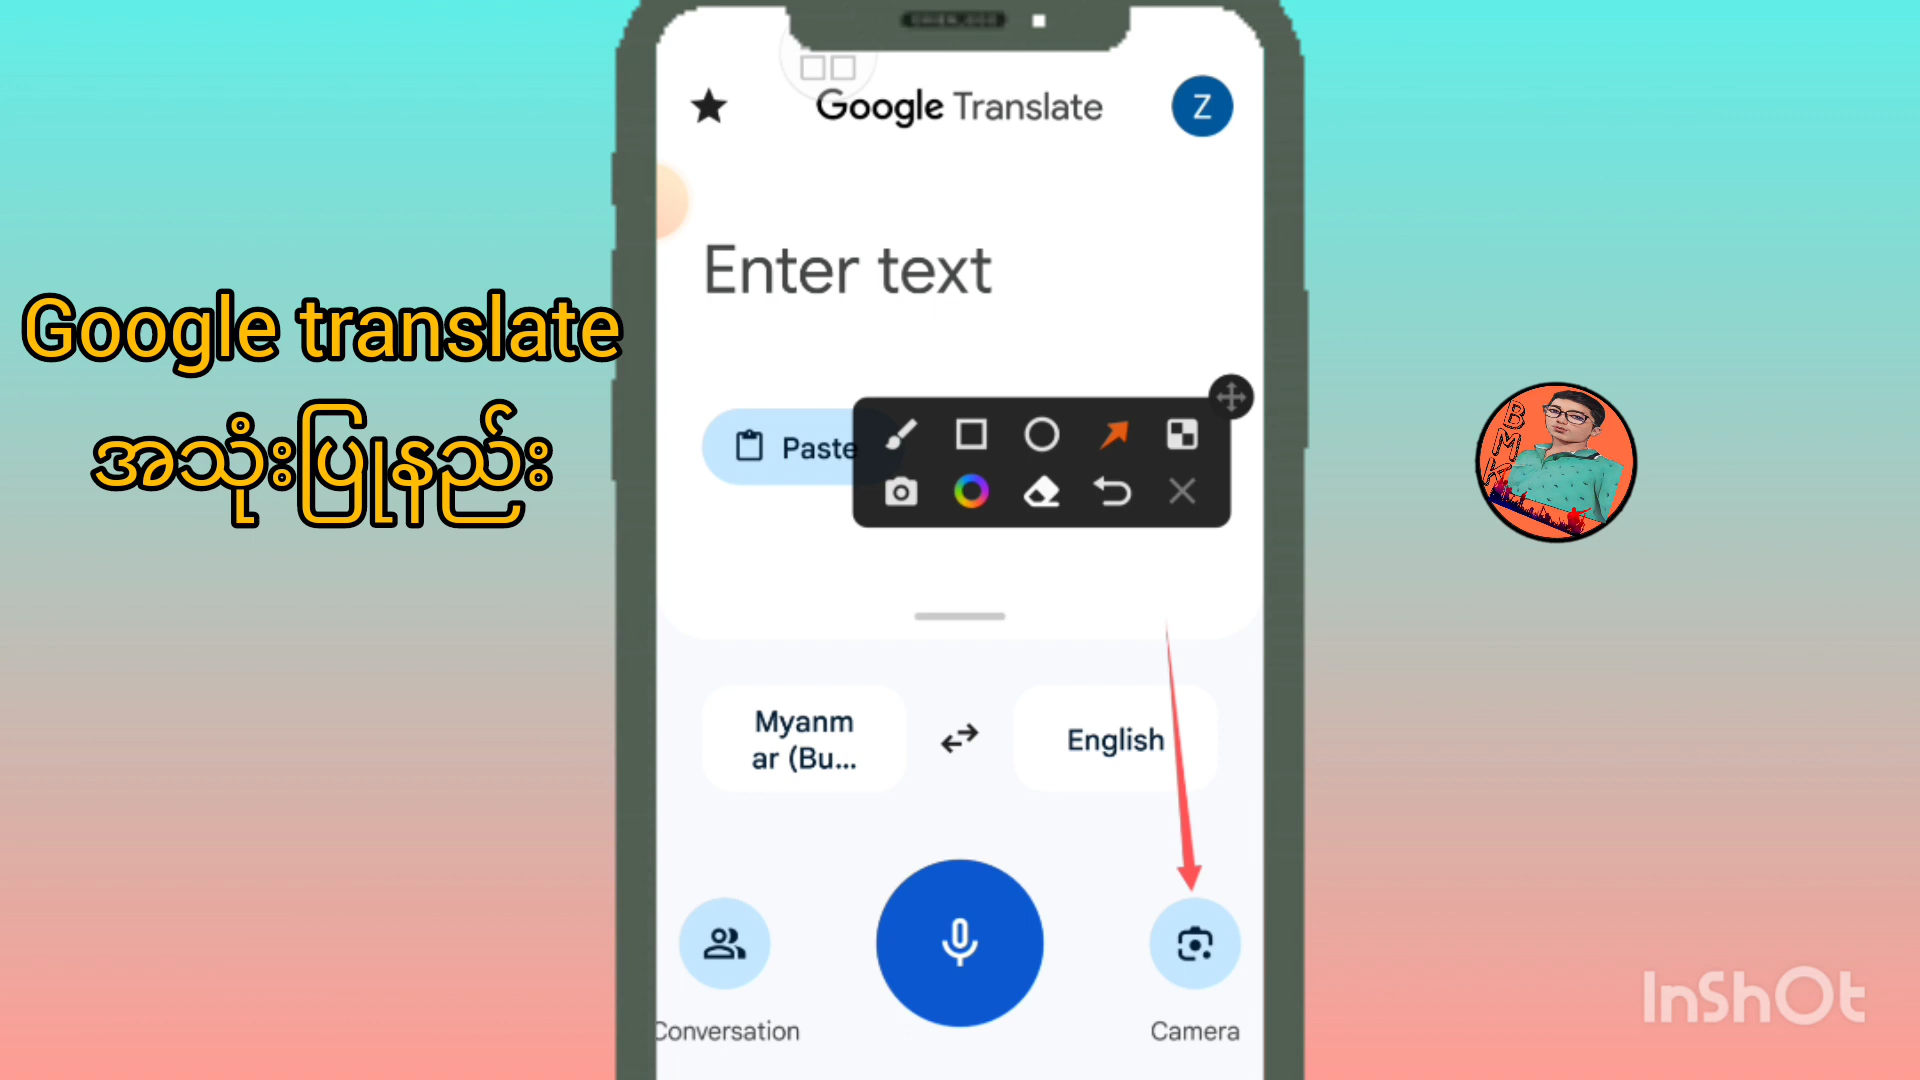 Google Translate
Z
Enter text
Google translate
အသုံးပြုနည်း
Paste
BMK
Myanm
ar (Bu...
English
Conversation
Camera
InShOt